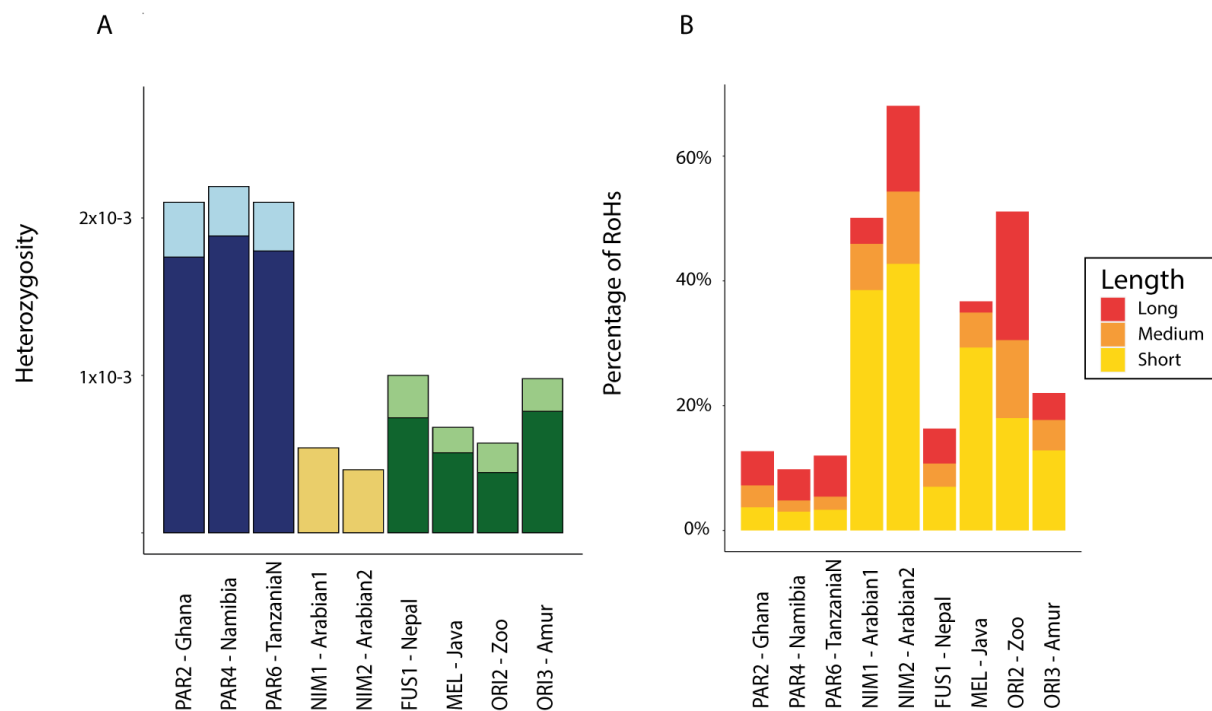 A
Heterozygosity
2x10-3
1x10-3
PAR2 - Ghana
PAR4 - Namibia
PAR6 - TanzaniaN
NIM1 - Arabian1
NIM2 - Arabian2
FUS1 - Nepal
MEL - Java
ORI2 - Zoo
ORI3 - Amur
B
Percentage of RoHs
60%
40%
20%
0%
PAR2 - Ghana
PAR4 - Namibia
PAR6 - TanzaniaN
NIM1 - Arabian1
NIM2 - Arabian2
FUS1 - Nepal
MEL - Java
ORI2 - Zoo
ORI3 - Amur
Length
Long
Medium
Short